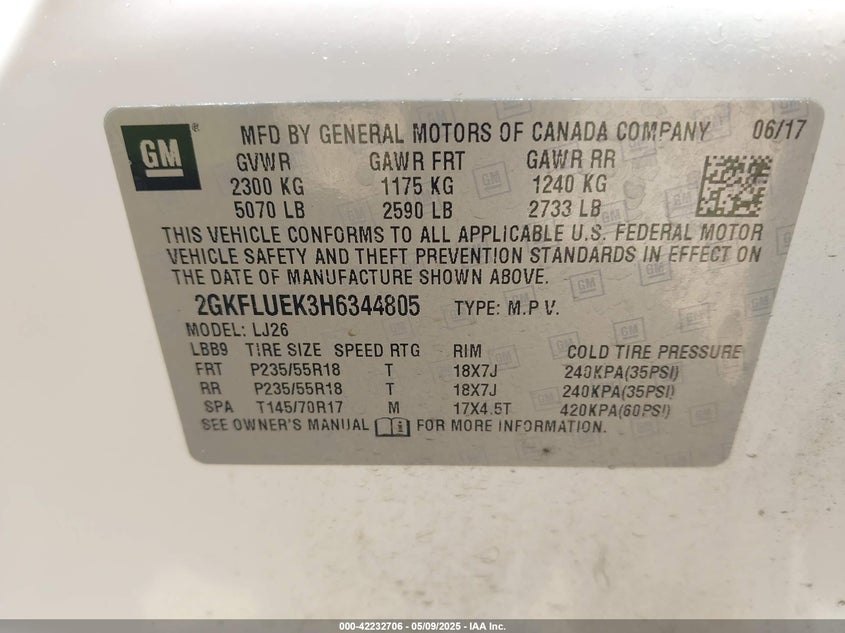 GM ® MFD BY GENERAL MOTORS OF CANADA COMPANY 06/17
GVWR GAWR FRT GAWR RR
2300 KG 1175 KG 1240 KG
5070 LB 2590 LB 2733 LB
THIS VEHICLE CONFORMS TO ALL APPLICABLE U.S. FEDERAL MOTOR
VEHICLE SAFETY AND THEFT PREVENTION STANDARDS IN EFFECT ON
THE DATE OF MANUFACTURE SHOWN ABOVE.
2GKFLUEK3H6344805 TYPE: M.P.V.
MODEL: LJ26
LBB9 TIRE SIZE SPEED RTG RIM COLD TIRE PRESSURE
FRT P235/55R18 T 18X7J 240KPA(35PSI)
RR P235/55R18 T 18X7J 240KPA(35PSI)
SPA T145/70R17 M 17X4.5T 420KPA(60PSI)
SEE OWNER'S MANUAL FOR MORE INFORMATION.
000-42232706 - 05/09/2025 - IAA Inc.